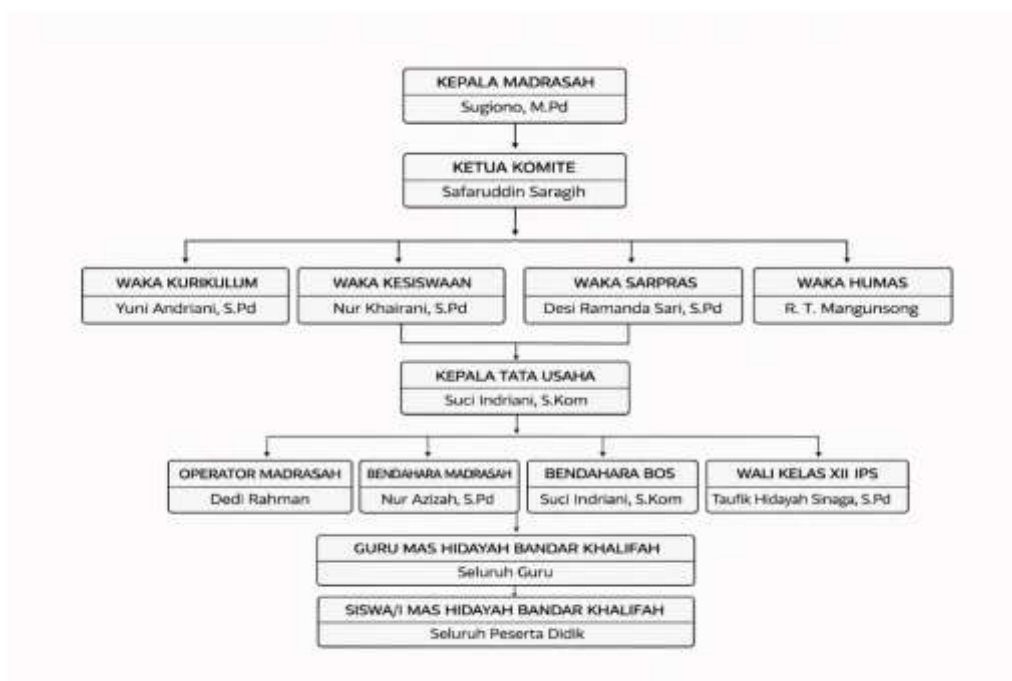 KEPALA MADRASAH
Sugiono, M.Pd
KETUA KOMITE
Safaruddin Saragih
WAKA KURIKULUM
Yuni Andriani, S.Pd
WAKA KESISWAAN
Nur Khairani, S.Pd
WAKA SARPRAS
Desi Ramanda Sari, S.Pd
WAKA HUMAS
R. T. Mangunsong
KEPALA TATA USAHA
Suci Indriani, S.Kom
OPERATOR MADRASAH
Dedi Rahman
BENDAHARA MADRASAH
Nur Azizah, S.Pd
BENDAHARA BOS
Suci Indriani, S.Kom
WALI KELAS XII IPS
Taufik Hidayah Sinaga, S.Pd
GURU MAS HIDAYAH BANDAR KHALIFAH
Seluruh Guru
SISWA/I MAS HIDAYAH BANDAR KHALIFAH
Seluruh Peserta Didik